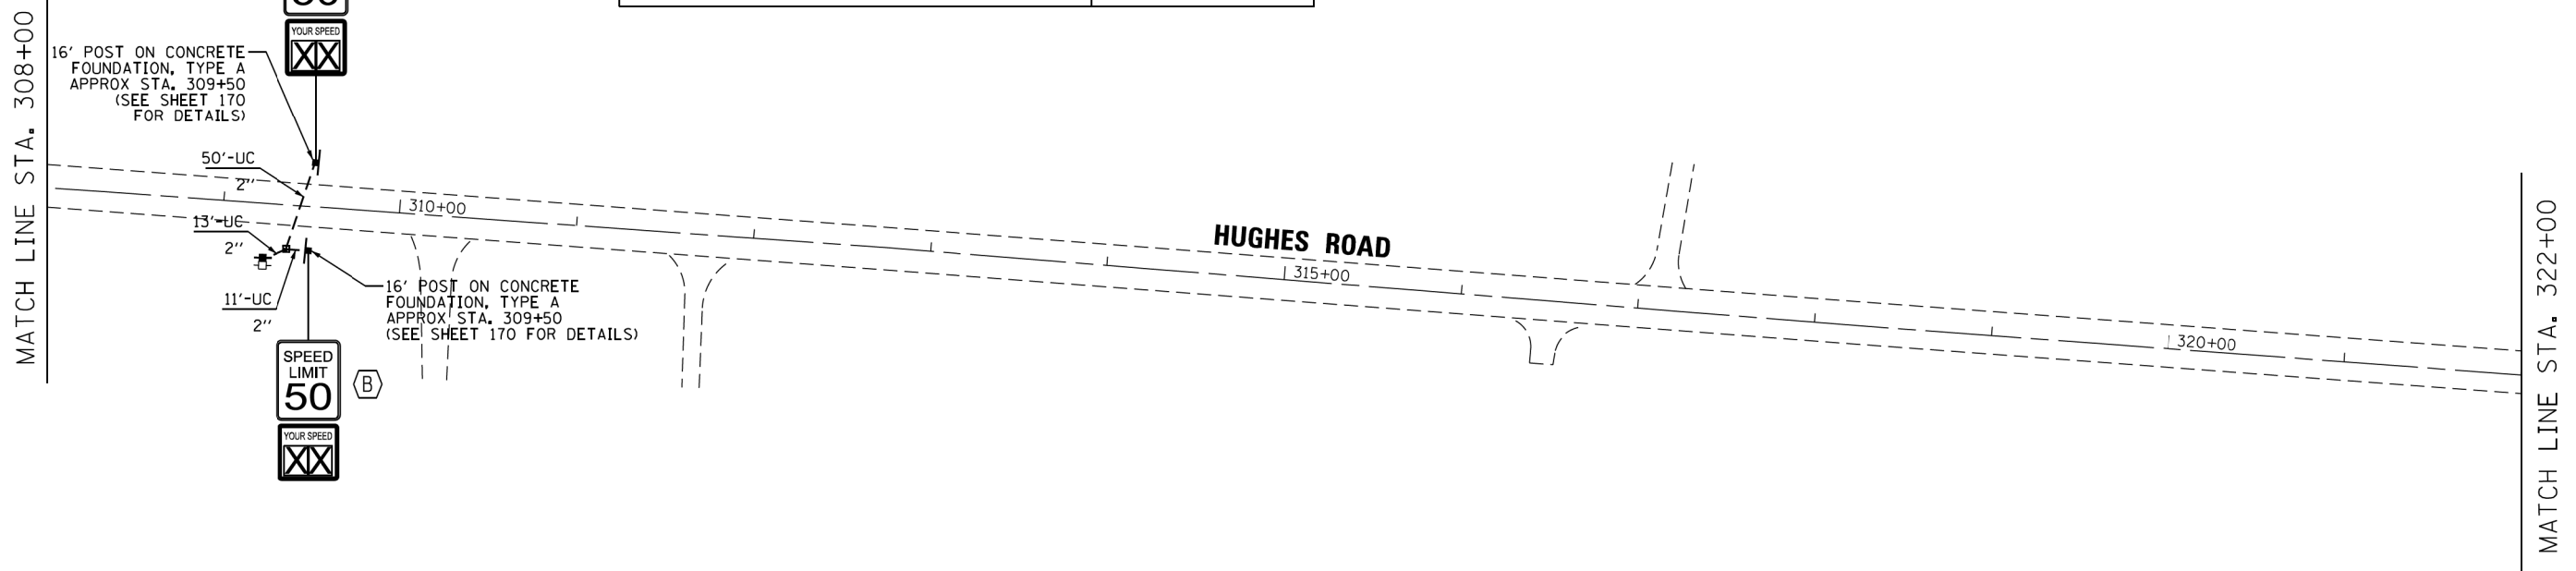 MATCH LINE STA. 308+00
YOUR SPEED
XX
16' POST ON CONCRETE
FOUNDATION, TYPE A
APPROX STA. 309+50
(SEE SHEET 170
FOR DETAILS)
50'-UC
2"
13'-UC
2"
11'-UC
2"
310+00
16' POST ON CONCRETE
FOUNDATION, TYPE A
APPROX STA. 309+50
(SEE SHEET 170 FOR DETAILS)
SPEED
LIMIT
50
B
YOUR SPEED
XX
HUGHES ROAD
315+00
320+00
MATCH LINE STA. 322+00